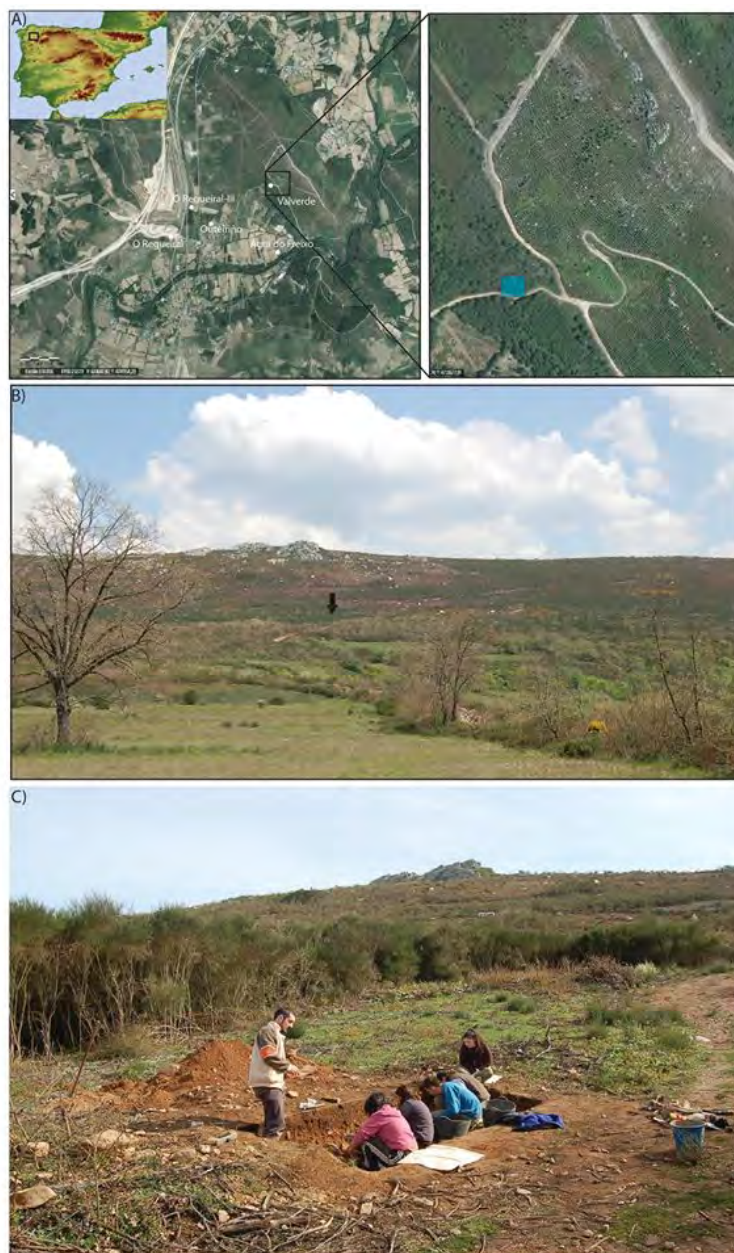 A)
O Requeiral-III
Valverde
O Requeiral
Outeiriño
Agra do Freixo
B)
C)